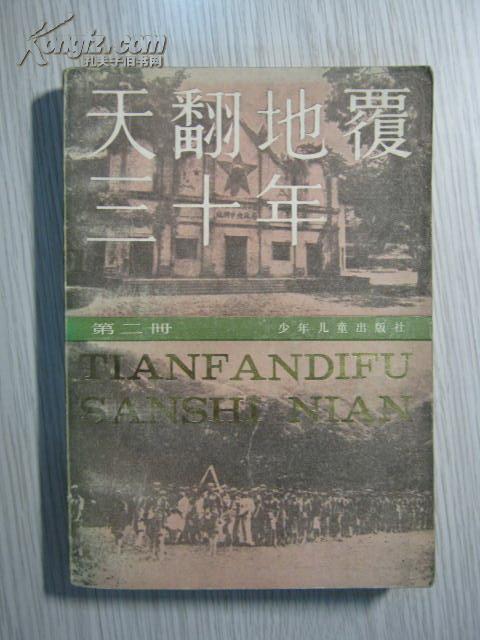 Kongfz.com
孔夫子旧书网
天翻地覆
三十年
第二冊
少年儿童出版社
TIANFANDIFU
SANSHI NIAN